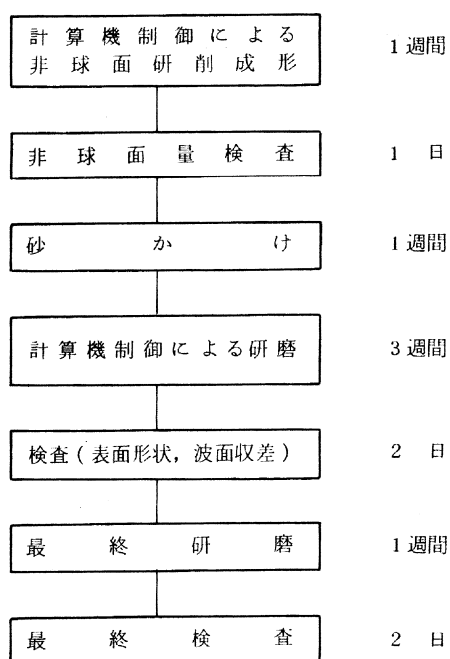 計算機制御による
非球面研削成形
1週間
非球面量検査
1日
砂かけ
1週間
計算機制御による研磨
3週間
検査(表面形状,波面収差)
2日
最終研磨
1週間
最終検査
2日